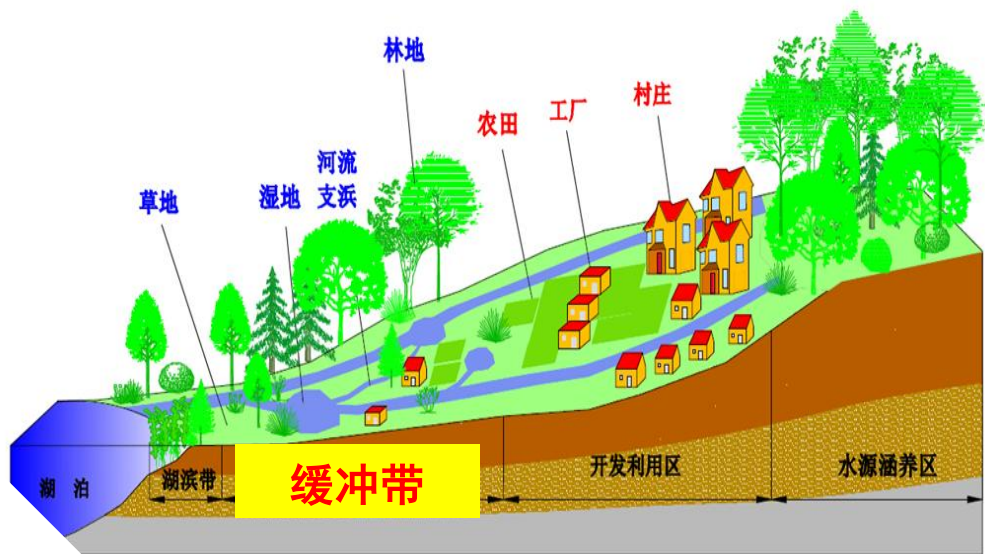 林地
农田
工厂
村庄
草地
湿地
河流
支浜
湖 泊
湖滨带
缓冲带
开发利用区
水源涵养区